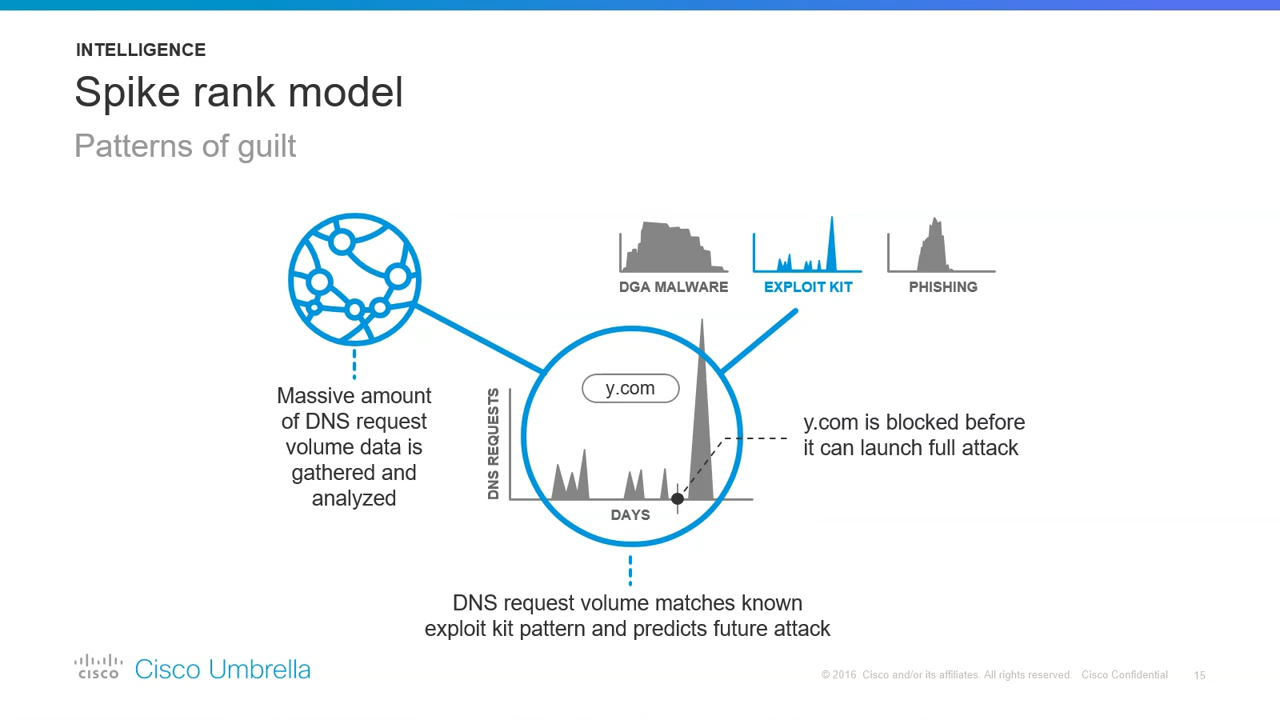 INTELLIGENCE
Spike rank model
Patterns of guilt
DGA MALWARE
EXPLOIT KIT
PHISHING
Massive amount
of DNS request
volume data is
gathered and
analyzed
y.com
DNS REQUESTS
DAYS
y.com is blocked before
it can launch full attack
DNS request volume matches known
exploit kit pattern and predicts future attack
CISCO
Cisco Umbrella
© 2016 Cisco and/or its affiliates. All rights reserved. Cisco Confidential
15